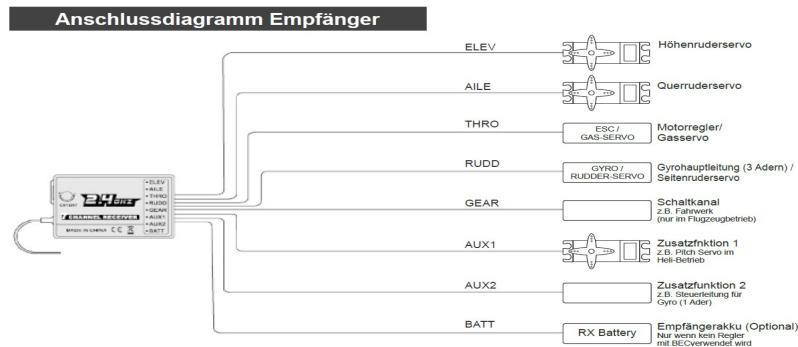 Anschlussdiagramm Empfänger
ELEV
Höhenruderservo
AILE
Querruderservo
THRO
ESC /
GAS-SERVO
Motorregler/
Gasservo
RUDD
GYRO /
RUDDER-SERVO
Gyrohauptleitung (3 Adern) /
Seitenruderservo
GEAR
Schaltkanal
z.B. Fahrwerk
(nur im Flugzeugbetrieb)
AUX1
Zusatzfnktion 1
z.B. Pitch Servo im
Heli-Betrieb
AUX2
Zusatzfunktion 2
z.B. Steuerleitung für
Gyro (1 Ader)
BATT
RX Battery
Empfängerakku (Optional)
Nur wenn kein Regler
mit BECverwendet wird
2.4GHZ
7 CHANNEL RECEIVER
MADE IN CHINA CE
ELEV
AILE
THRO
RUDD
GEAR
AUX1
AUX2
BATT